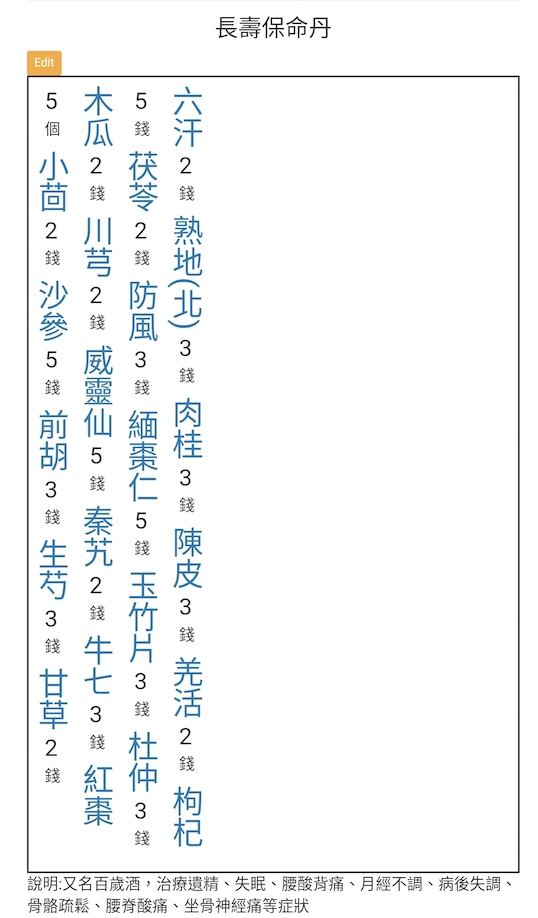 長壽保命丹
Edit
六汗2錢熟地(北)3錢肉桂3錢陳皮3錢羌活2錢枸杞
5錢茯苓2錢防風3錢緬棗仁5錢玉竹片3錢杜仲3錢
木瓜2錢川芎2錢威靈仙5錢秦艽2錢牛七3錢紅棗
5個小茴2錢沙參5錢前胡3錢生芍3錢甘草2錢
說明:又名百歲酒，治療遺精、失眠、腰酸背痛、月經不調、病後失調、
骨骼疏鬆、腰脊酸痛、坐骨神經痛等症狀